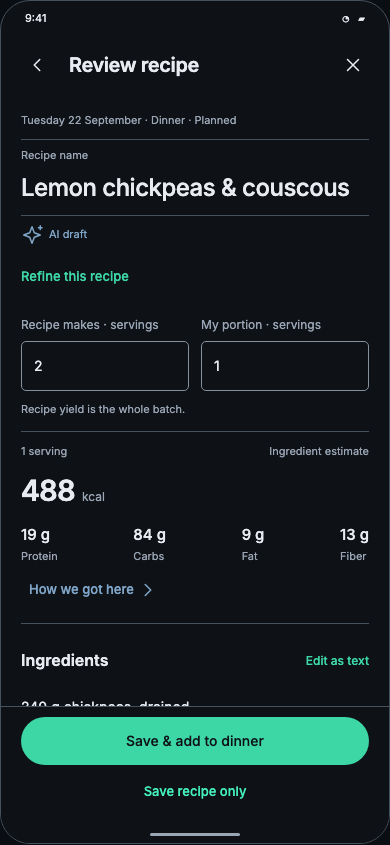 9:41
Review recipe
Tuesday 22 September · Dinner · Planned
Recipe name
Lemon chickpeas & couscous
AI draft
Refine this recipe
Recipe makes · servings
My portion · servings
2
1
Recipe yield is the whole batch.
1 serving
Ingredient estimate
488 kcal
19 g
84 g
9 g
13 g
Protein
Carbs
Fat
Fiber
How we got here
Ingredients
Edit as text
240 g chickpeas, drained
Save & add to dinner
Save recipe only